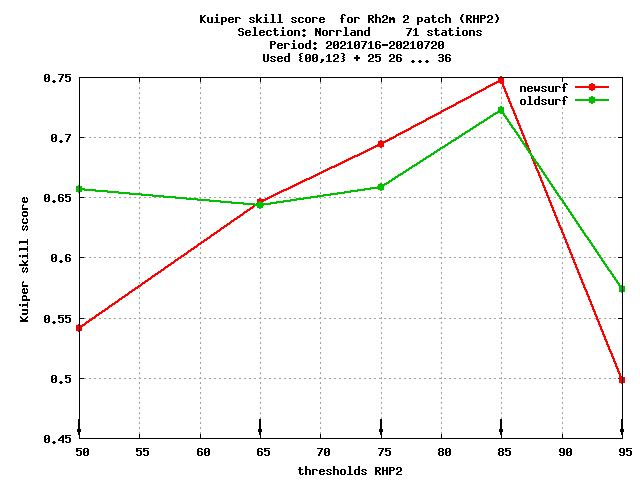 Kuiper skill score  for Rh2m 2 patch (RHP2)
Selection: Norrland     71 stations
Period: 20210716-20210720
Used {00,12} + 25 26 ... 36
newsurf
oldsurf
Kuiper skill score
0.75
0.7
0.65
0.6
0.55
0.5
0.45
50 55 60 65 70 75 80 85 90 95
thresholds RHP2